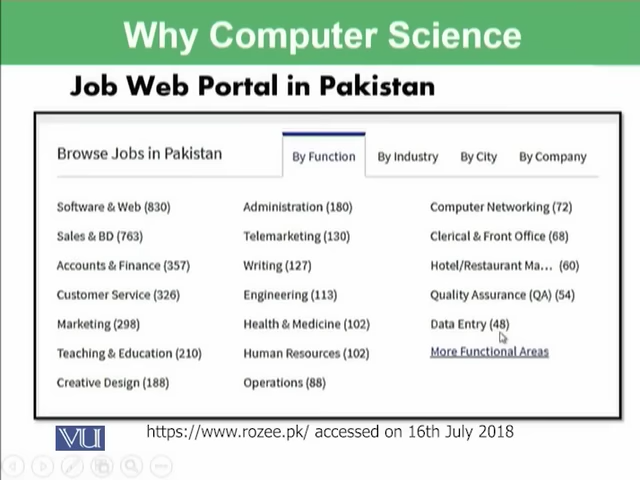 Why Computer Science
Job Web Portal in Pakistan
Browse Jobs in Pakistan
By Function
By Industry
By City
By Company
Software & Web (830)
Sales & BD (763)
Accounts & Finance (357)
Customer Service (326)
Marketing (298)
Teaching & Education (210)
Creative Design (188)
Administration (180)
Telemarketing (130)
Writing (127)
Engineering (113)
Health & Medicine (102)
Human Resources (102)
Operations (88)
Computer Networking (72)
Clerical & Front Office (68)
Hotel/Restaurant Ma... (60)
Quality Assurance (QA) (54)
Data Entry (48)
More Functional Areas
VU
https://www.rozee.pk/ accessed on 16th July 2018